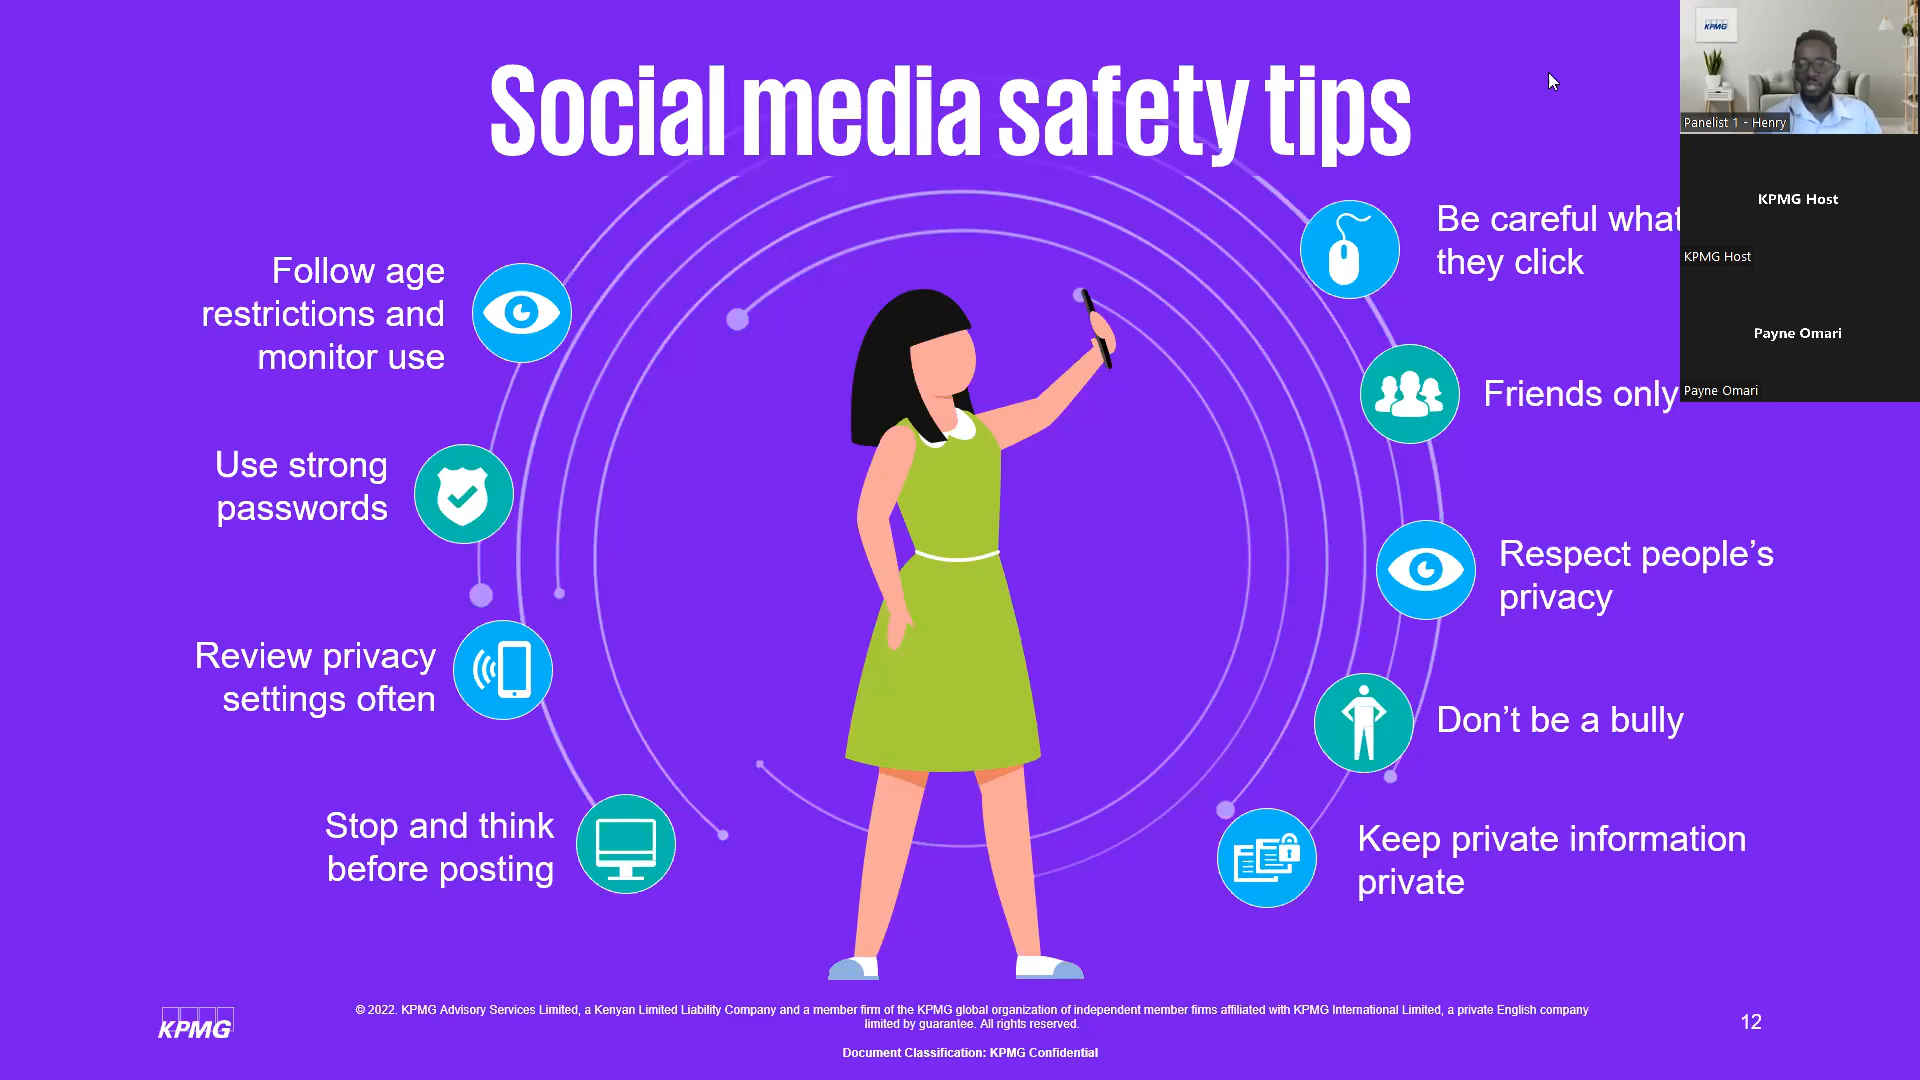 Social media safety tips
Follow age
restrictions and
monitor use
Use strong
passwords
Review privacy
settings often
Stop and think
before posting
Be careful what
they click
Friends only
Respect people’s
privacy
Don’t be a bully
Keep private information
private
KPMG
Panelist 1 - Henry
KPMG Host
KPMG Host
Payne Omari
Payne Omari
KPMG
© 2022. KPMG Advisory Services Limited, a Kenyan Limited Liability Company and a member firm of the KPMG global organization of independent member firms affiliated with KPMG International Limited, a private English company
limited by guarantee. All rights reserved.
Document Classification: KPMG Confidential
12